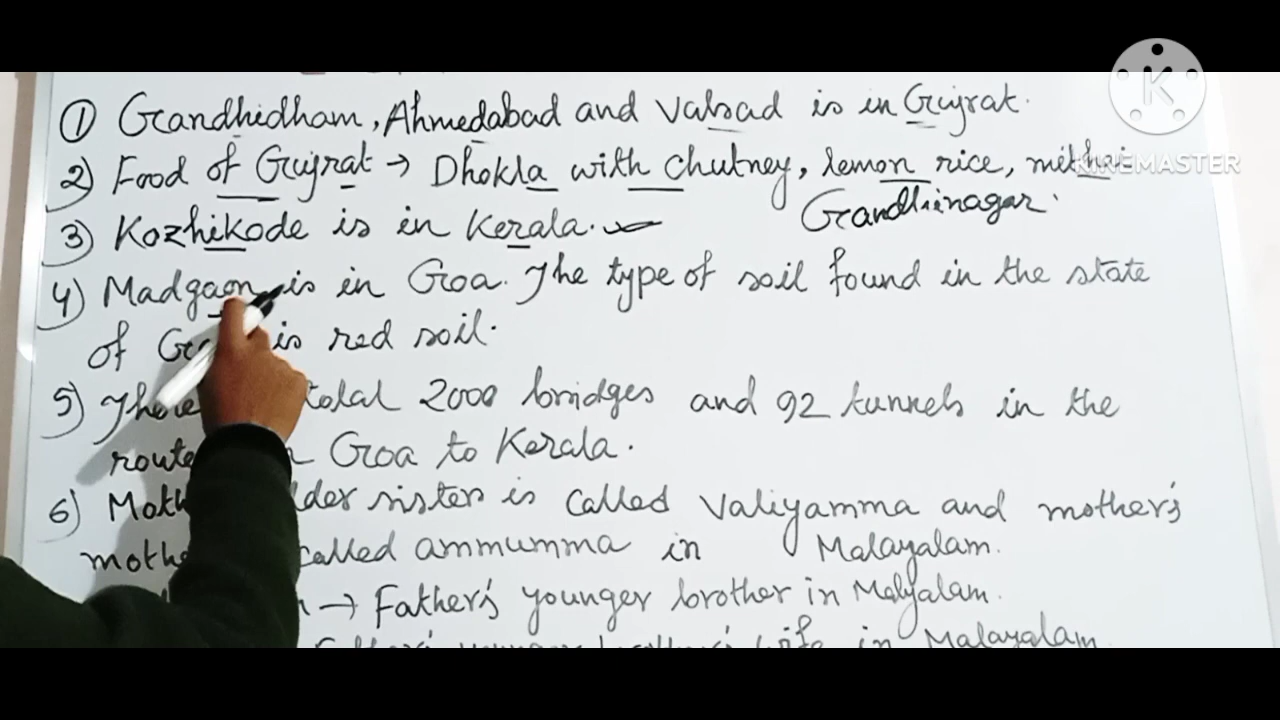 ① Gandhidham, Ahmedabad and Valsad is in Gujrat.
2) Food of Gujrat → Dhokla with chutney, lemon rice, mithai
Gandhinagar.
3) Kozhikode is in Kerala.
4) Madgaon is in Goa. The type of soil found in the state
of is red soil.
5) total 2000 bridges and 92 tunnels in the
route Goa to Kerala.
6) sister is called Valiyamma and mother's
called ammumma in Malayalam.
→ Father's younger brother in Malyalam.
younger in Malayalam
K
KINEMASTER